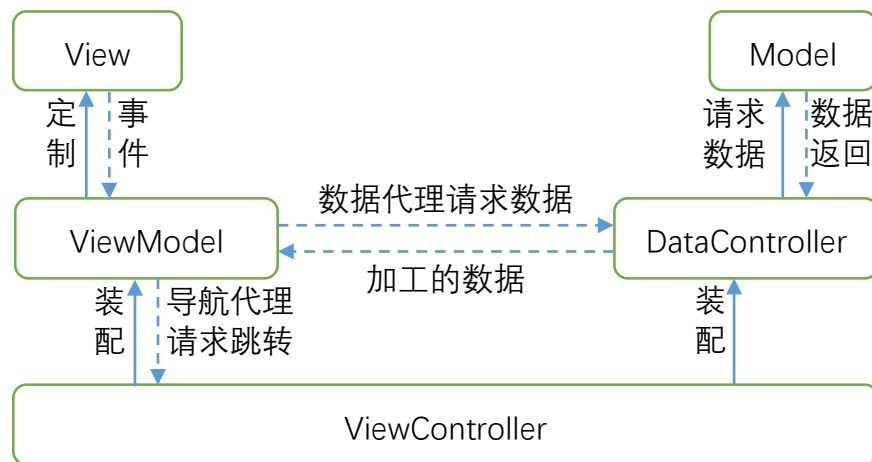 View
Model
定
制
事
件
请求
数据
数据
返回
数据代理请求数据
ViewModel
DataController
加工的数据
装
配
导航代理
请求跳转
装
配
ViewController